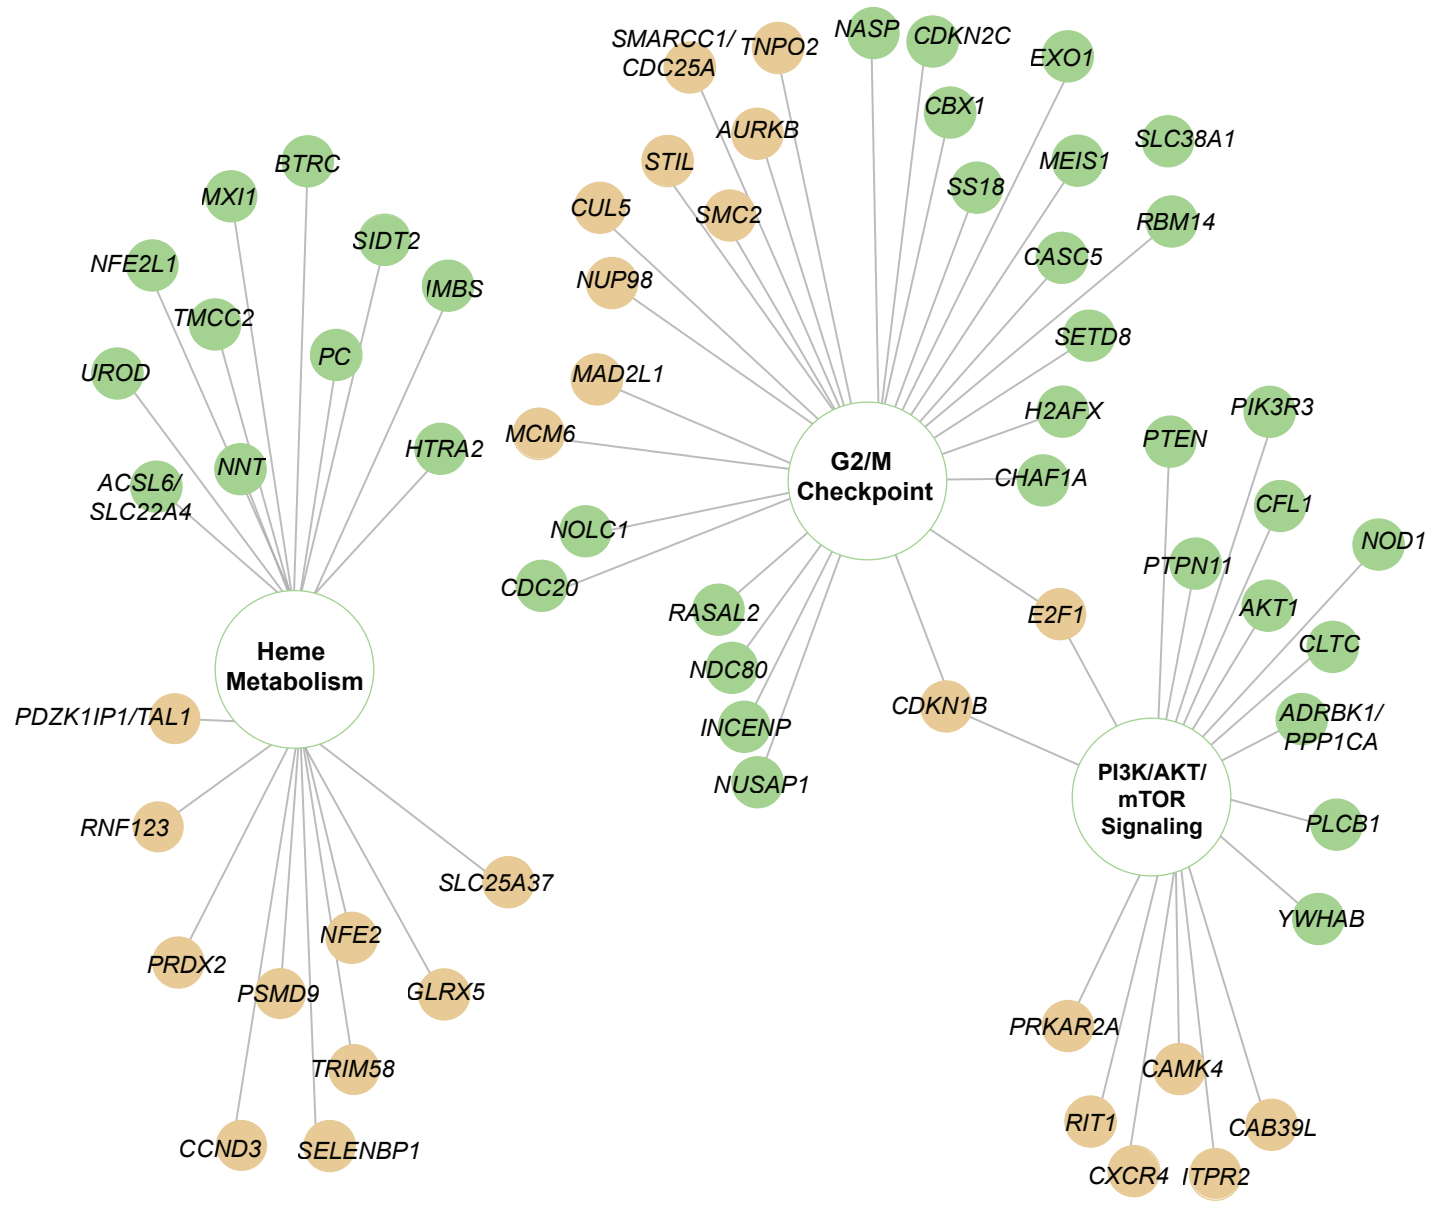 SMARCC1/
CDC25A
TNPO2
NASP
CDKN2C
EXO1
CBX1
AURKB
SLC38A1
STIL
MEIS1
SS18
BTRC
MXI1
CUL5
SMC2
RBM14
SIDT2
CASC5
NFE2L1
IMBS
NUP98
TMCC2
PC
SETD8
UROD
MAD2L1
H2AFX
PIK3R3
MCM6
PTEN
HTRA2
NNT
G2/M
Checkpoint
CHAF1A
ACSL6/
SLC22A4
CFL1
NOLC1
NOD1
PTPN11
CDC20
RASAL2
E2F1
AKT1
CLTC
Heme
Metabolism
NDC80
CDKN1B
PDZK1IP1/TAL1
INCENP
ADRBK1/
PPP1CA
NUSAP1
PI3K/AKT/
mTOR
Signaling
RNF123
PLCB1
SLC25A37
YWHAB
NFE2
PRDX2
PSMD9
GLRX5
PRKAR2A
TRIM58
CAMK4
RIT1
CAB39L
CCND3
SELENBP1
CXCR4
ITPR2